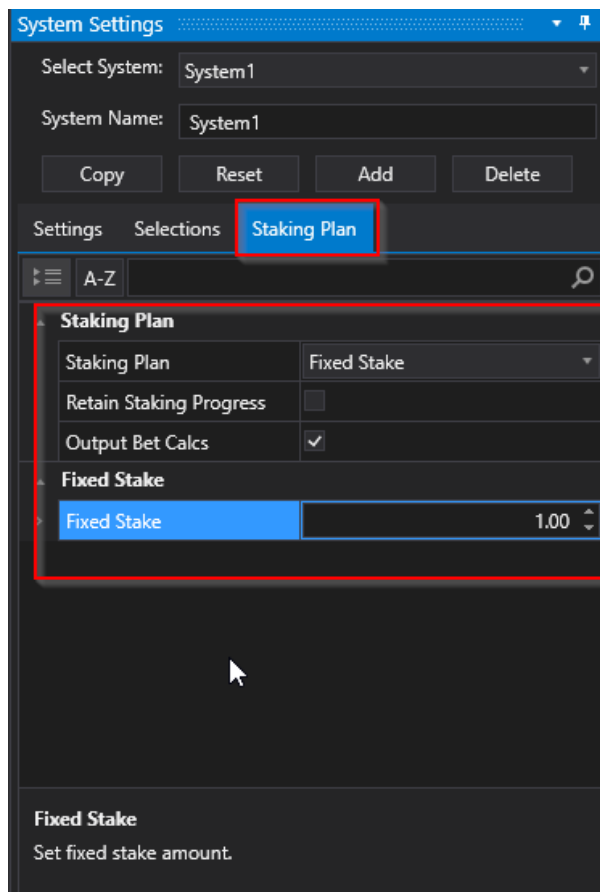 System Settings
Select System: System1
System Name: System1
Copy Reset Add Delete
Settings Selections Staking Plan
A-Z
Staking Plan
Staking Plan Fixed Stake
Retain Staking Progress
Output Bet Calcs
Fixed Stake
Fixed Stake 1.00
Fixed Stake
Set fixed stake amount.